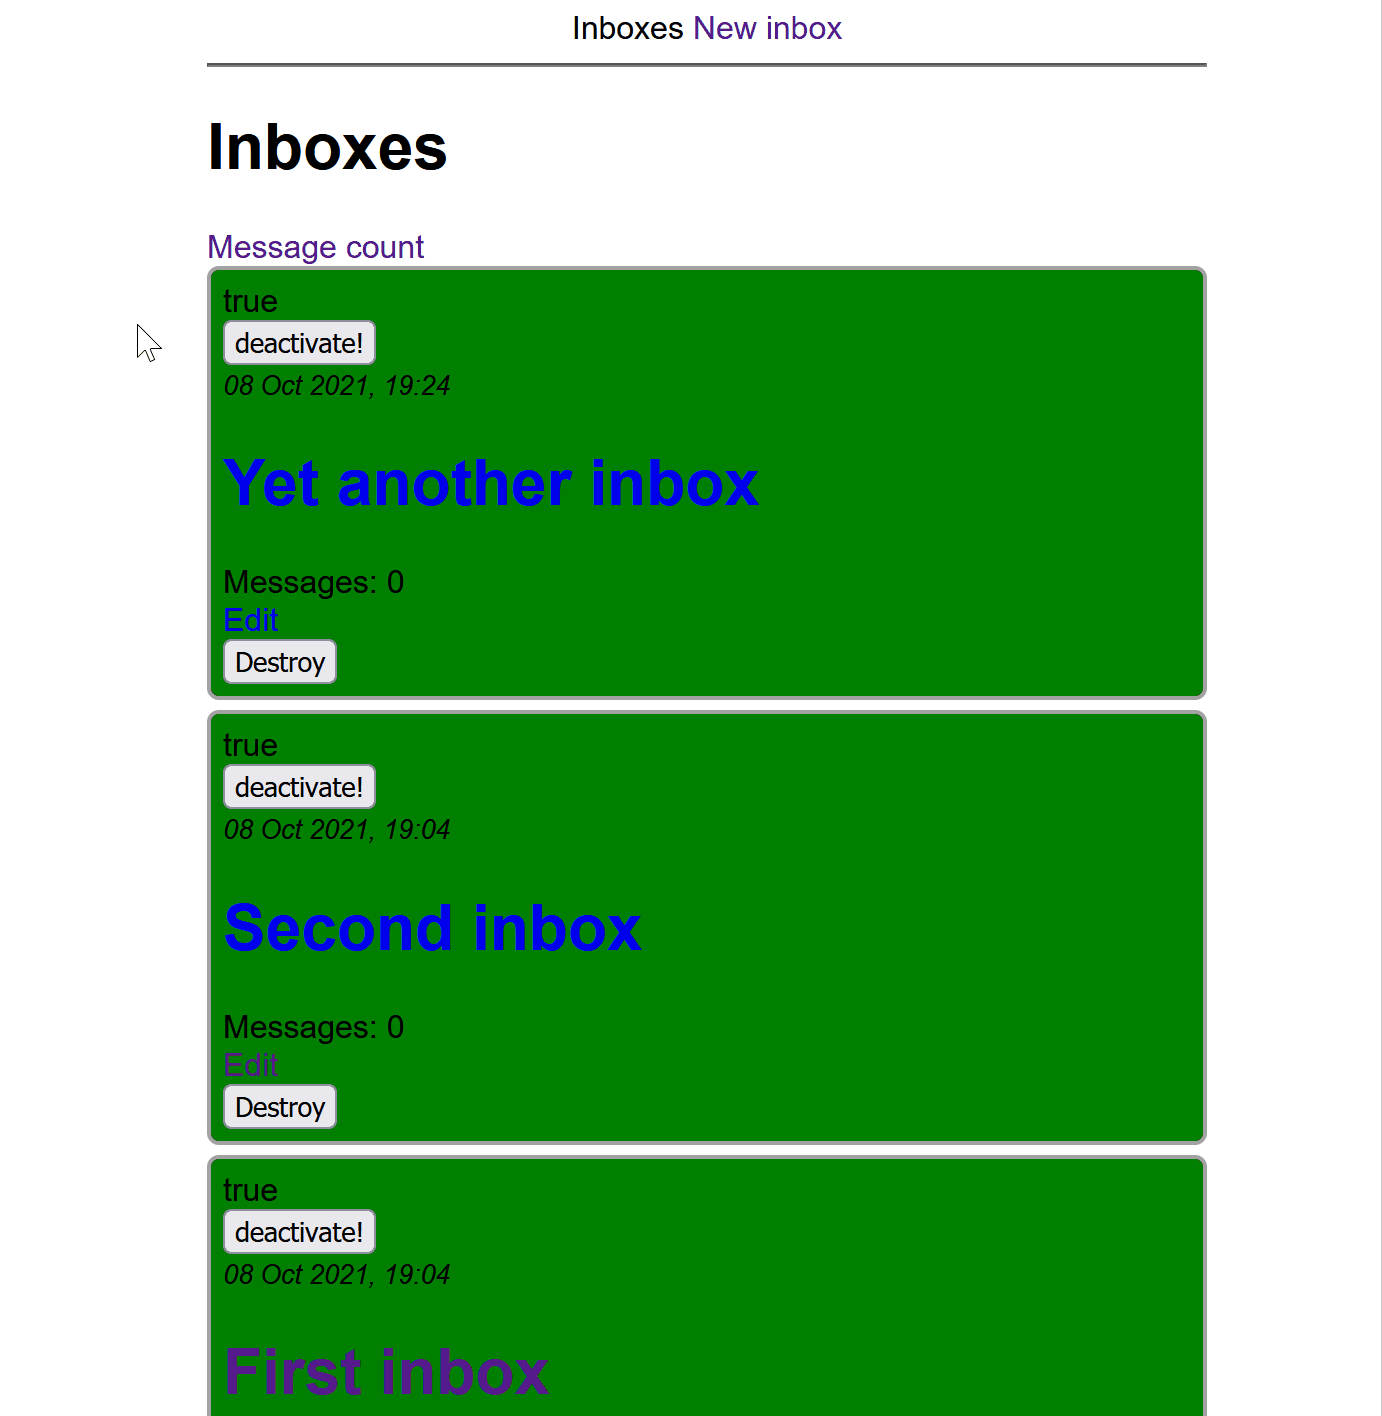 Inboxes New inbox
Inboxes
Message count
true
deactivate!
08 Oct 2021, 19:24
Yet another inbox
Messages: 0
Edit
Destroy
true
deactivate!
08 Oct 2021, 19:04
Second inbox
Messages: 0
Edit
Destroy
true
deactivate!
08 Oct 2021, 19:04
First inbox